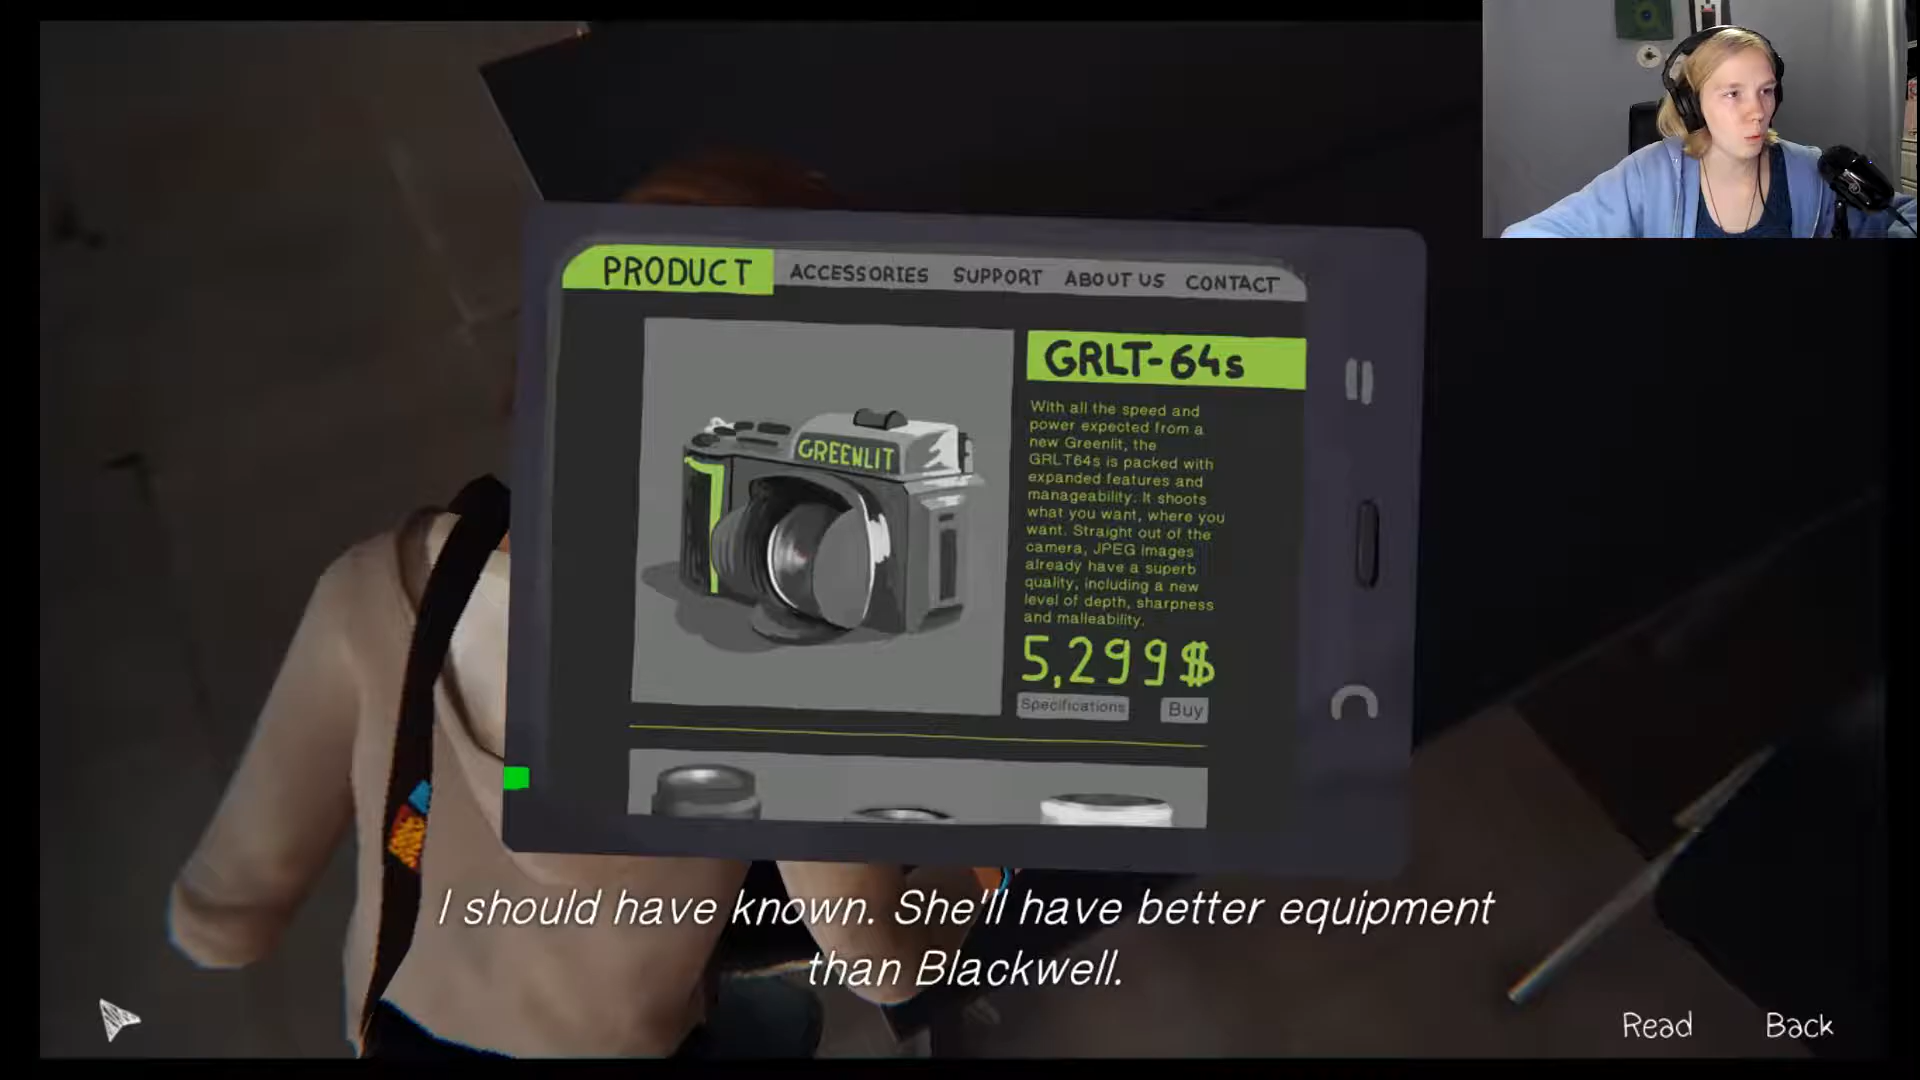 PRODUCT ACCESSORIES SUPPORT ABOUT US CONTACT
GREENLIT
GRLT-64s
With all the speed and
power expected from a
new Greenlit, the
GRLT64s is packed with
expanded features and
manageability. It shoots
what you want, where you
want. Straight out of the
camera, JPEG images
already have a superb
quality, including a new
level of depth, sharpness
and malleability.
5,299$
Specifications Buy
I should have known. She'll have better equipment
than Blackwell.
Read Back